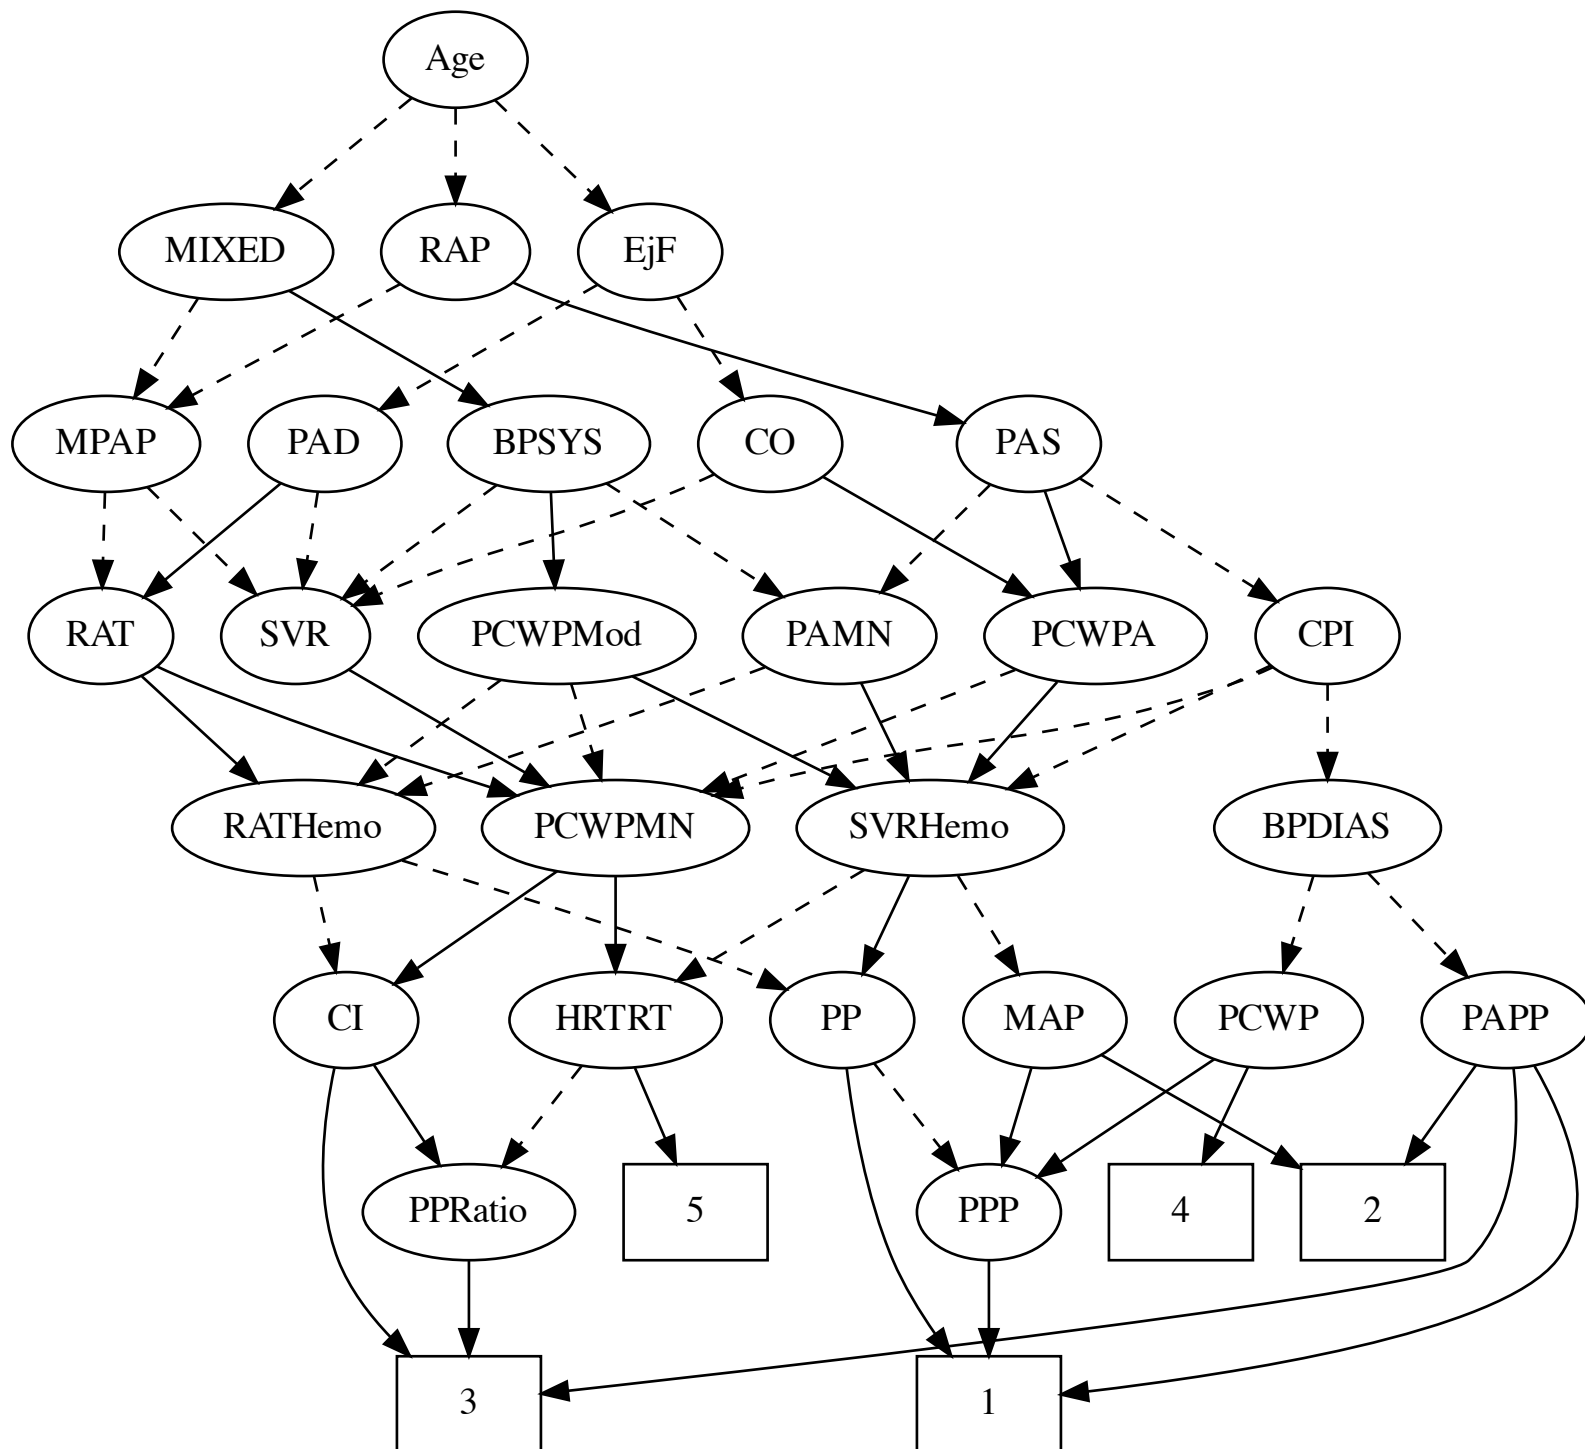 Age
MIXED
RAP
EjF
MPAP
PAD
BPSYS
CO
PAS
RAT
SVR
PCWPMod
PAMN
PCWPA
CPI
RATHemo
PCWPMN
SVRHemo
BPDIAS
CI
HRTRT
PP
MAP
PCWP
PAPP
PPRatio
5
PPP
4
2
3
1